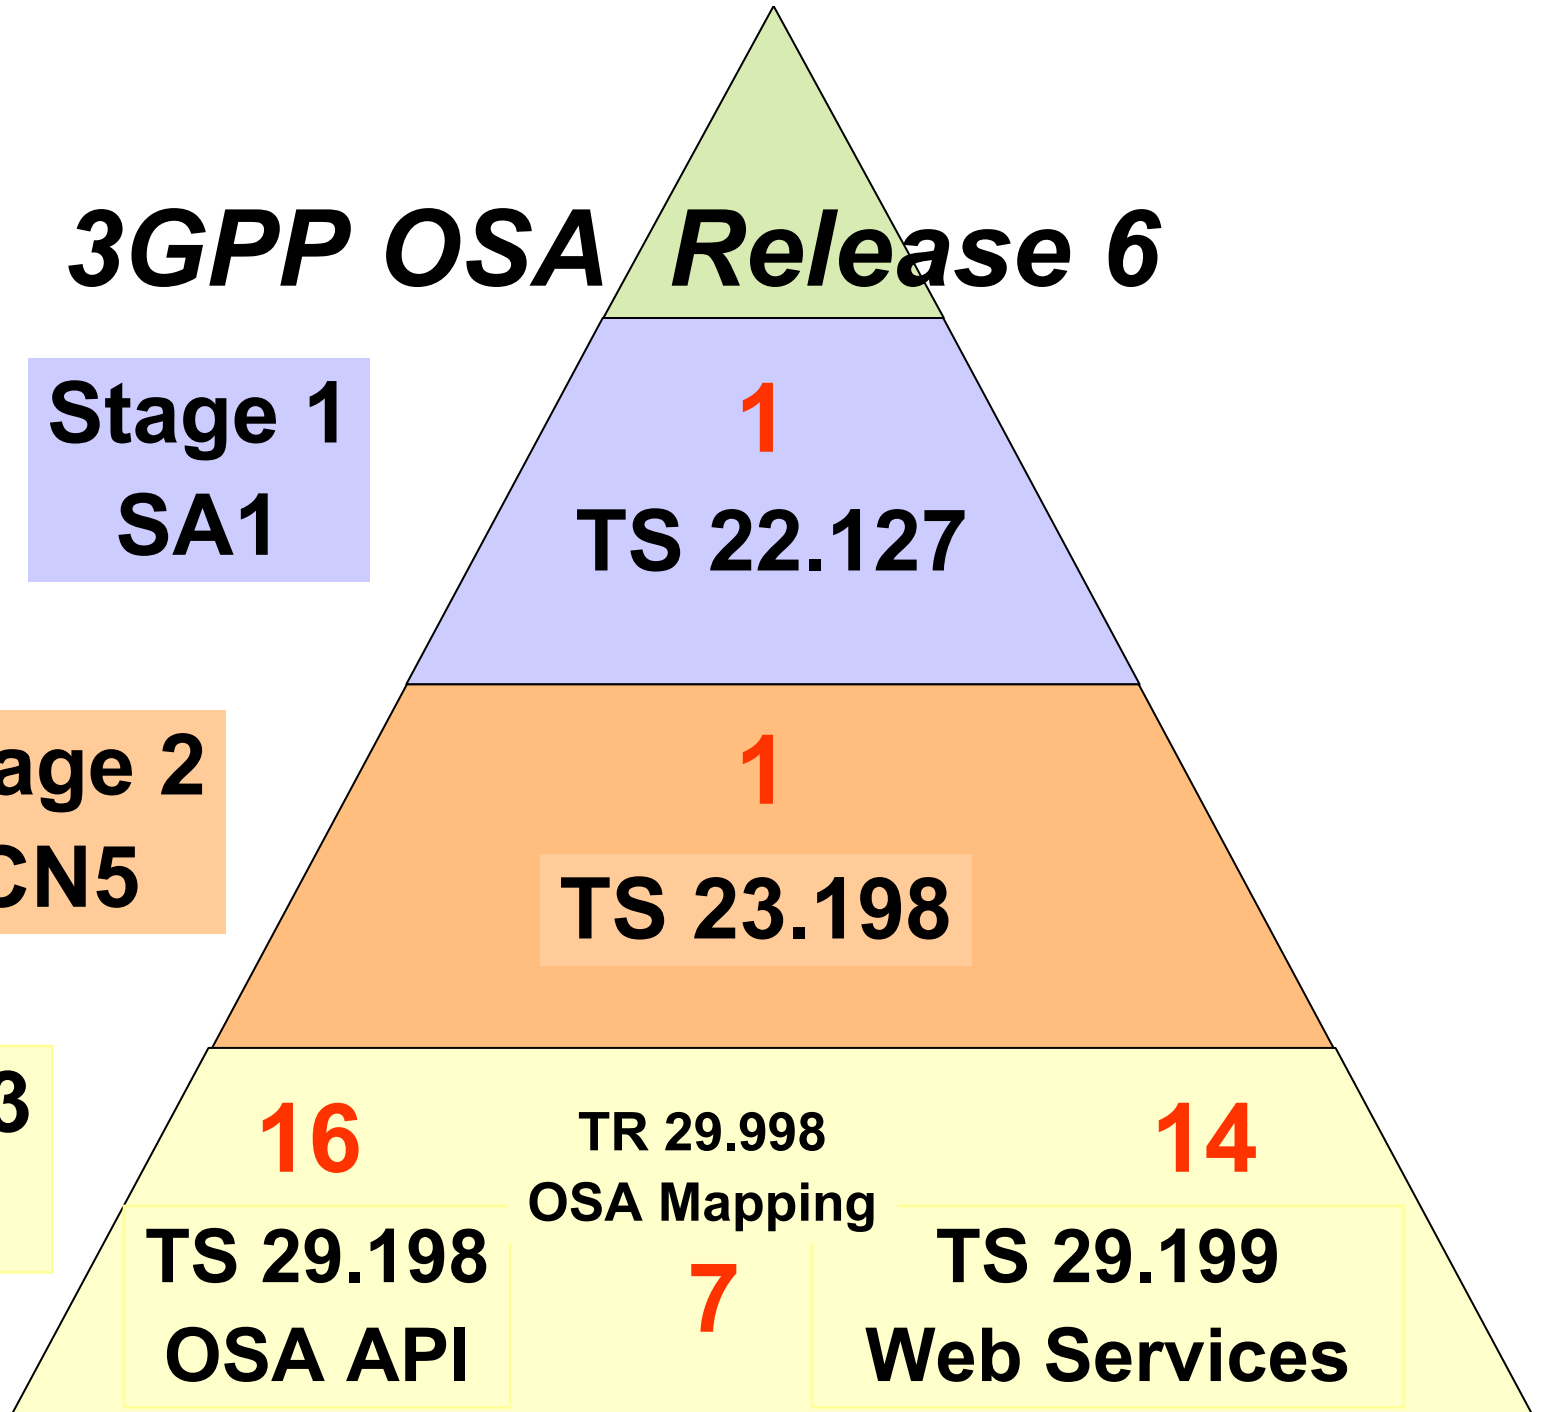 3GPP OSA Release 6
Stage 1
SA1
1
TS 22.127
age 2
CN5
1
TS 23.198
3
16
TR 29.998
OSA Mapping
14
TS 29.198
OSA API
7
TS 29.199
Web Services